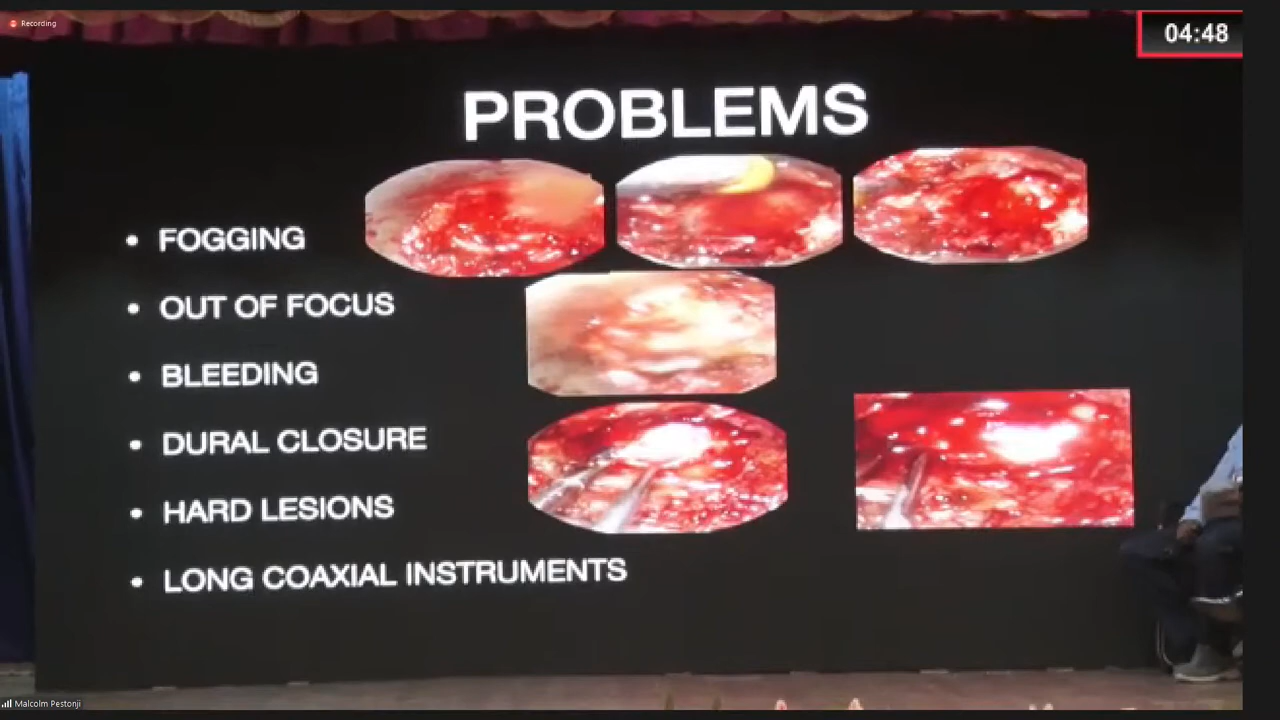 Recording
04:48
PROBLEMS
• FOGGING
• OUT OF FOCUS
• BLEEDING
• DURAL CLOSURE
• HARD LESIONS
• LONG COAXIAL INSTRUMENTS
Malcolm Pestonji